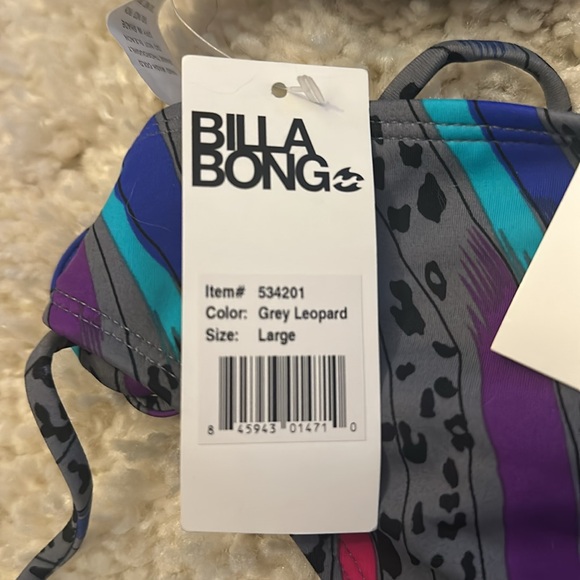 BILLA
BONG
Item# 534201
Color: Grey Leopard
Size: Large
8 45943 01471 0